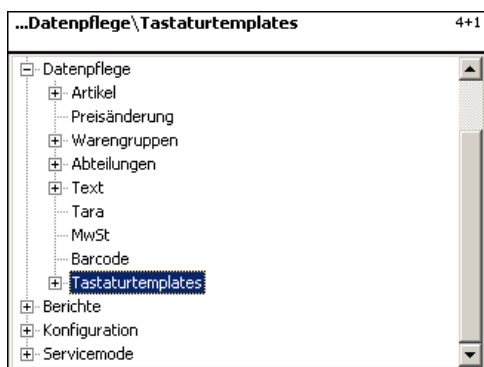 ...Datenpflege\Tastaturtemplates 4+1
Datenpflege
Artikel
Preisänderung
Warengruppen
Abteilungen
Text
Tara
MwSt
Barcode
Tastaturtemplates
Berichte
Konfiguration
Servicemode